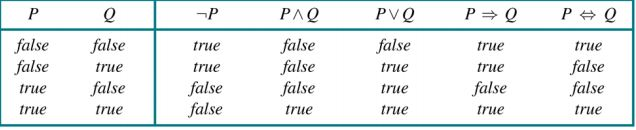 P Q ¬P P ∧ Q P ∨ Q P ⇒ Q P ⇔ Q
false false true false false true true
false true true false true true false
true false false false true false false
true true false true true true true